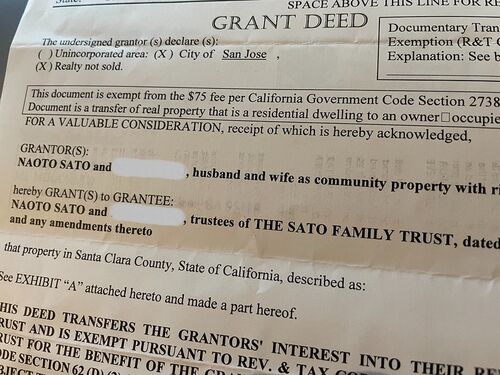 State:
SPACE ABOVE THIS LINE FOR RE
GRANT DEED
The undersigned grantor (s) declare (s):
( ) Unincorporated area: (X ) City of San Jose ,
(X ) Realty not sold.
Documentary Tran
Exemption (R&T C
Explanation: See b
This document is exempt from the $75 fee per California Government Code Section 2738
Document is a transfer of real property that is a residential dwelling to an owner□occupie
FOR A VALUABLE CONSIDERATION, receipt of which is hereby acknowledged,
GRANTOR(S):
NAOTO SATO and , husband and wife as community property with ri
hereby GRANT(S) to GRANTEE:
NAOTO SATO and , trustees of THE SATO FAMILY TRUST, dated
and any amendments thereto
that property in Santa Clara County, State of California, described as:
See EXHIBIT “A” attached hereto and made a part hereof.
HIS DEED TRANSFERS THE GRANTORS' INTEREST INTO THEIR RE
RUST AND IS EXEMPT PURSUANT TO REV. & TAX CO
RUST FOR THE BENEFIT OF THE GRA
DE SECTION 62 (D) (2)
BJECT T